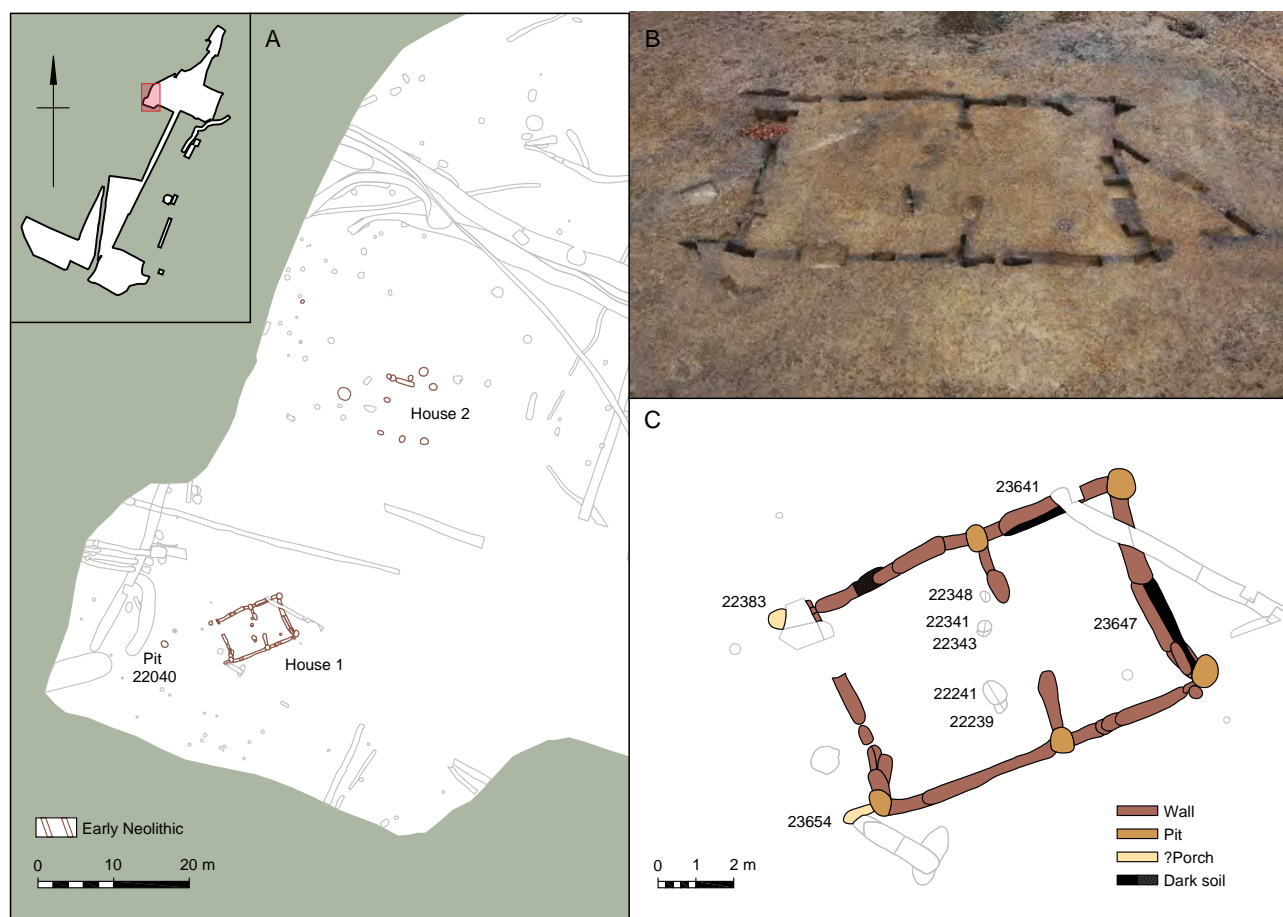 A
House 2
House 1
Pit
22040
Early Neolithic
0 10 20 m
B
C
23641
22383
22348
22341
22343
23647
22241
22239
23654
Wall
Pit
?Porch
Dark soil
0 1 2 m